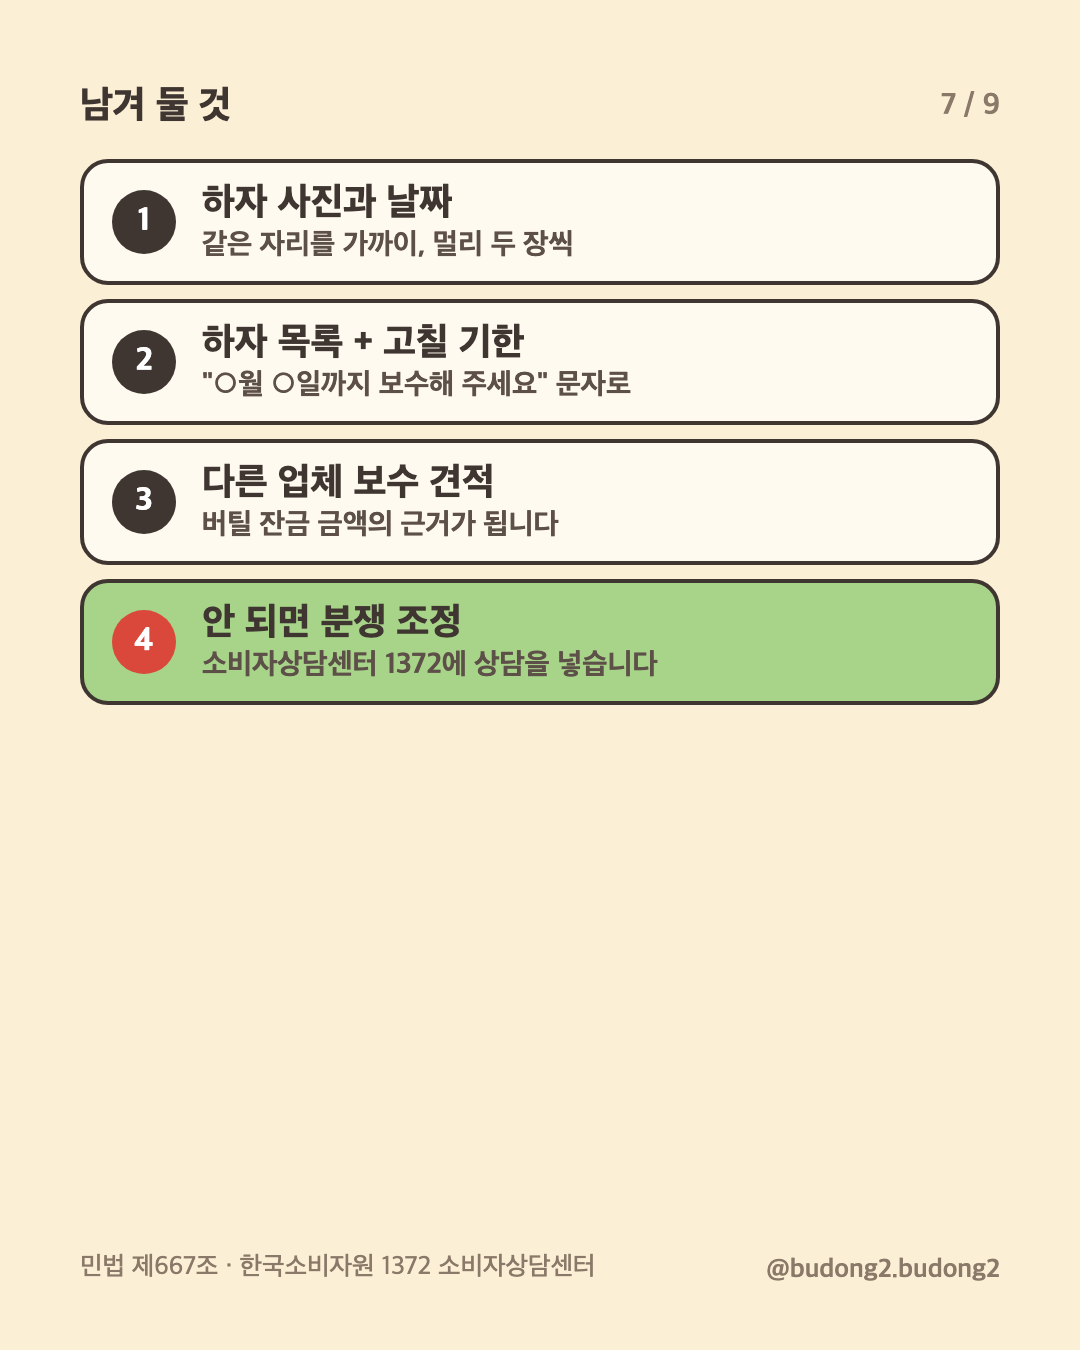 남겨 둘 것
7 / 9
1
하자 사진과 날짜
같은 자리를 가까이, 멀리 두 장씩
2
하자 목록 + 고칠 기한
"○월 ○일까지 보수해 주세요" 문자로
3
다른 업체 보수 견적
버틸 잔금 금액의 근거가 됩니다
4
안 되면 분쟁 조정
소비자상담센터 1372에 상담을 넣습니다
민법 제667조 · 한국소비자원 1372 소비자상담센터
@budong2.budong2